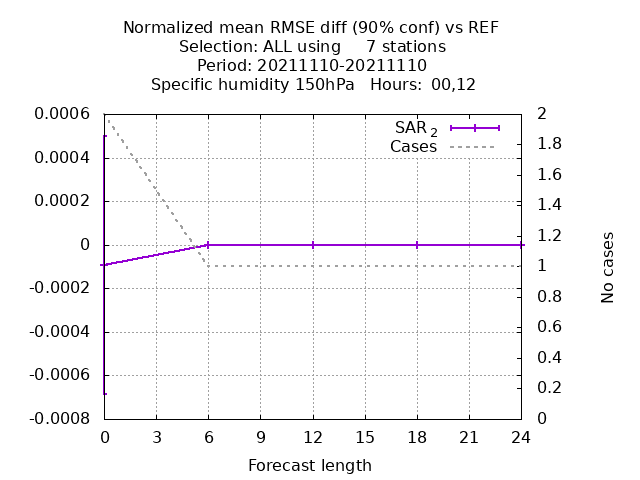 Normalized mean RMSE diff (90% conf) vs REF
Selection: ALL using     7 stations
Period: 20211110-20211110
Specific humidity 150hPa   Hours:  00,12
SAR 2
Cases
0.0006
0.0004
0.0002
0
-0.0002
-0.0004
-0.0006
-0.0008
2
1.8
1.6
1.4
1.2
1
0.8
0.6
0.4
0.2
0
No cases
0 3 6 9 12 15 18 21 24
Forecast length